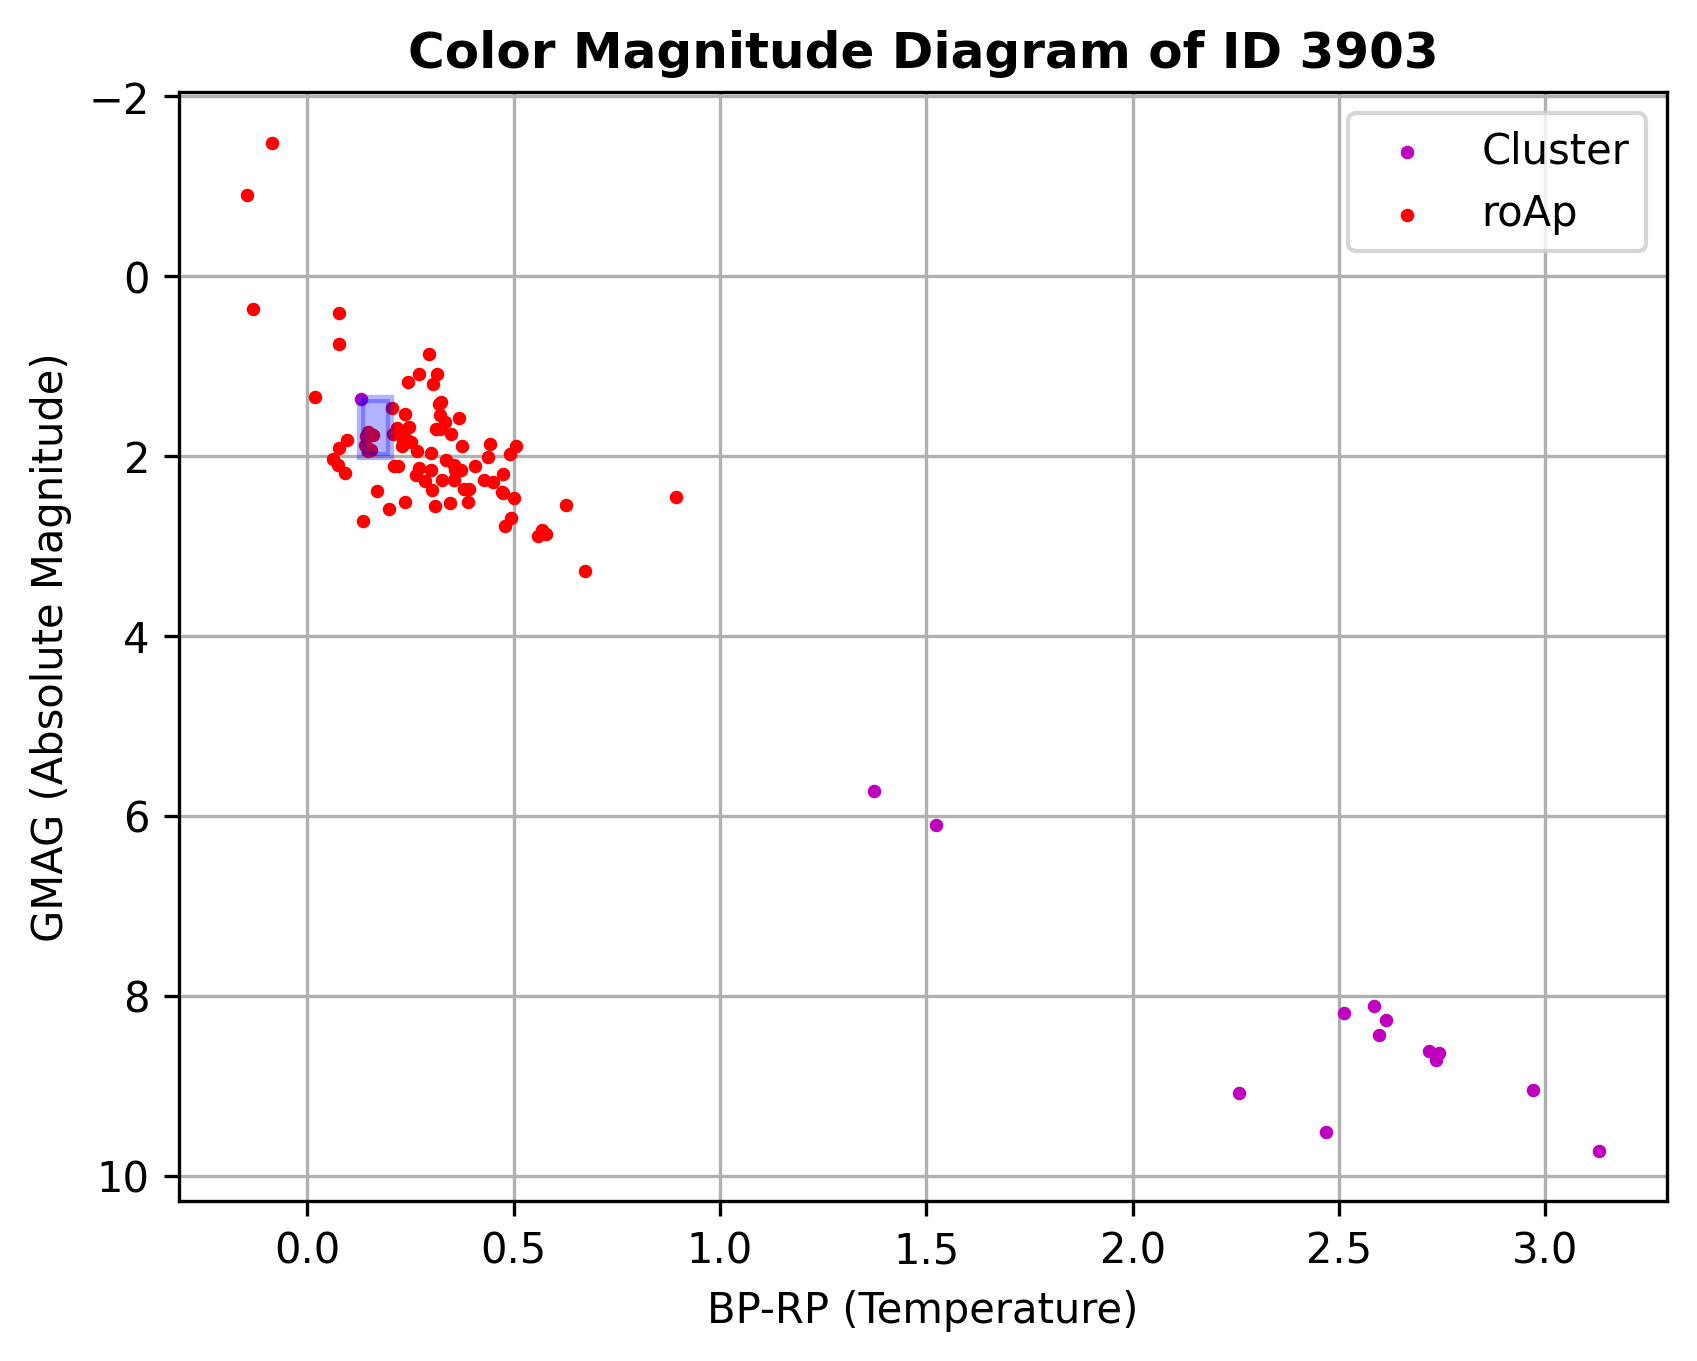 Color Magnitude Diagram of ID 3903
Cluster
roAp
GMAG (Absolute Magnitude)
−2
0
2
4
6
8
10
0.0 0.5 1.0 1.5 2.0 2.5 3.0
BP-RP (Temperature)